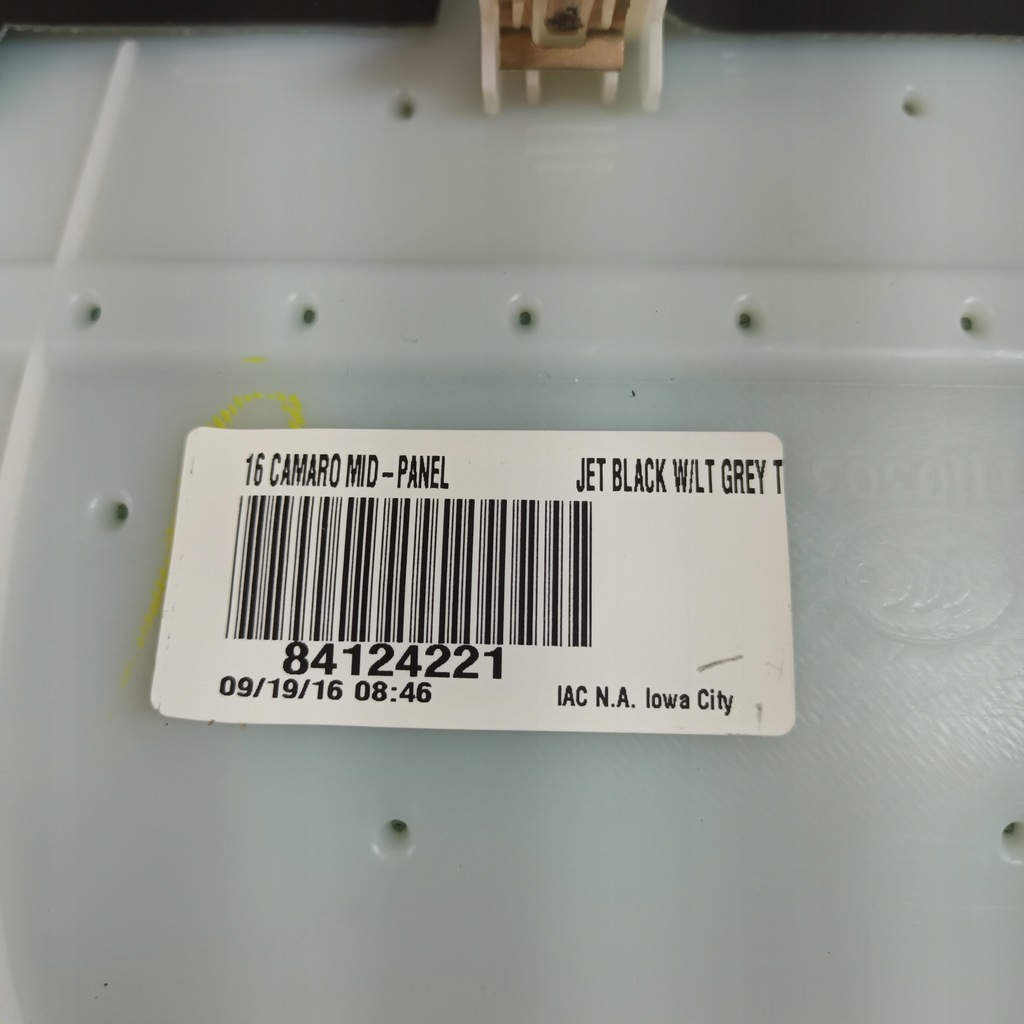 16 CAMARO MID-PANEL JET BLACK W/LT GREY T
84124221
09/19/16 08:46 IAC N.A. Iowa City